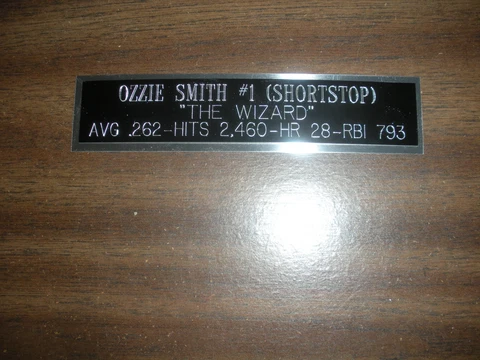 OZZIE SMITH #1 (SHORTSTOP)
"THE WIZARD"
AVG .262-HITS 2,460-HR 28-RBI 793